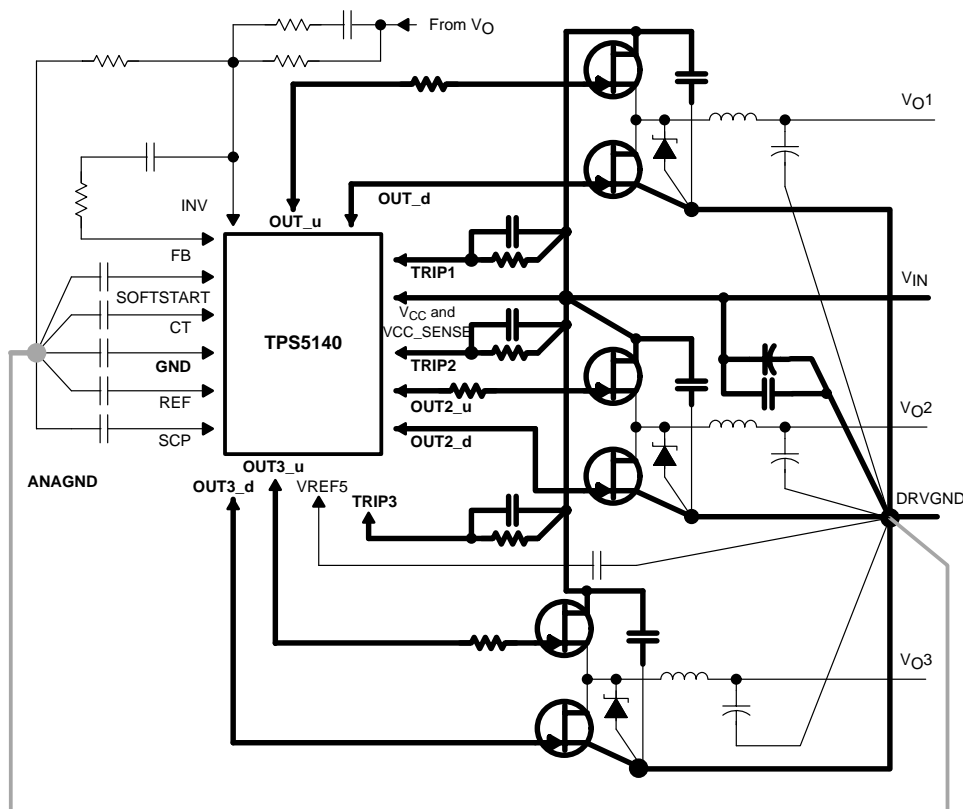 From VO
VO1
OUT_d
INV
OUT_u
FB
TRIP1
SOFTSTART
VIN
CT
VCC and
VCC_SENSE
TPS5140
GND
TRIP2
REF
OUT2_u
VO2
SCP
OUT2_d
OUT3_u
ANAGND
OUT3_d
VREF5
TRIP3
DRVGND
VO3